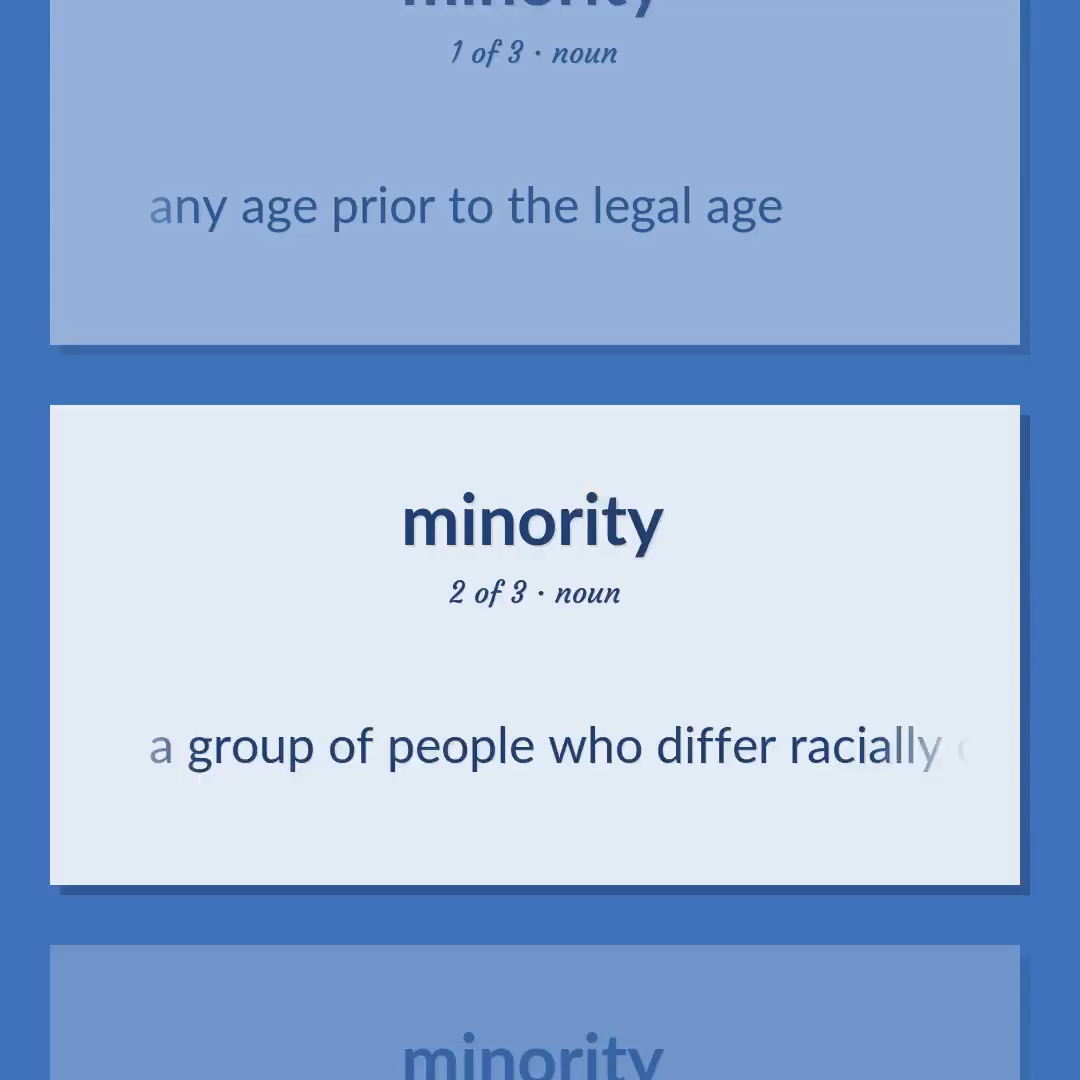 minority
1 of 3 · noun
any age prior to the legal age
minority
2 of 3 · noun
a group of people who differ racially
minority